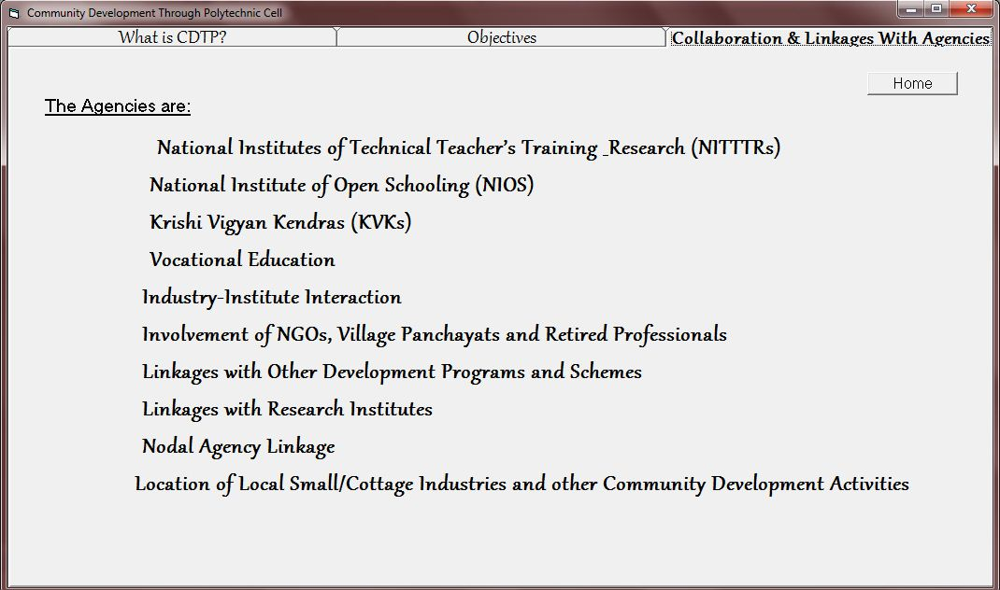 Community Development Through Polytechnic Cell
What is CDTP? Objectives Collaboration & Linkages With Agencies
Home
The Agencies are:
National Institutes of Technical Teacher's Training _Research (NITTTRs)
National Institute of Open Schooling (NIOS)
Krishi Vigyan Kendras (KVKs)
Vocational Education
Industry-Institute Interaction
Involvement of NGOs, Village Panchayats and Retired Professionals
Linkages with Other Development Programs and Schemes
Linkages with Research Institutes
Nodal Agency Linkage
Location of Local Small/Cottage Industries and other Community Development Activities